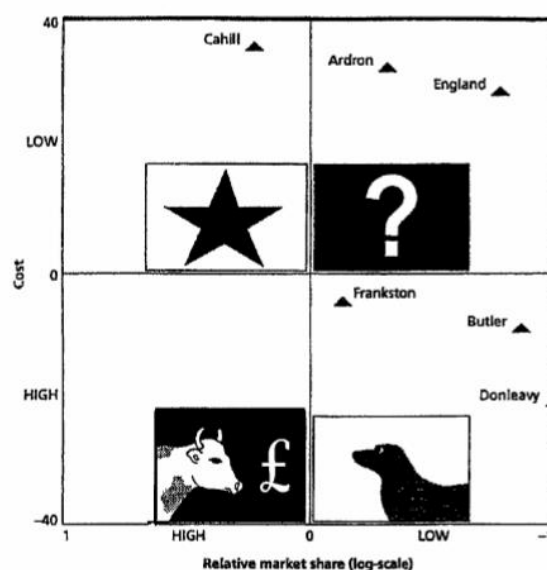 40
Cahill
Ardron
England
LOW
?
Cost
0
Frankston
Butler
HIGH
Donleavy
£
–40
1
HIGH
0
LOW
–
Relative market share (log-scale)